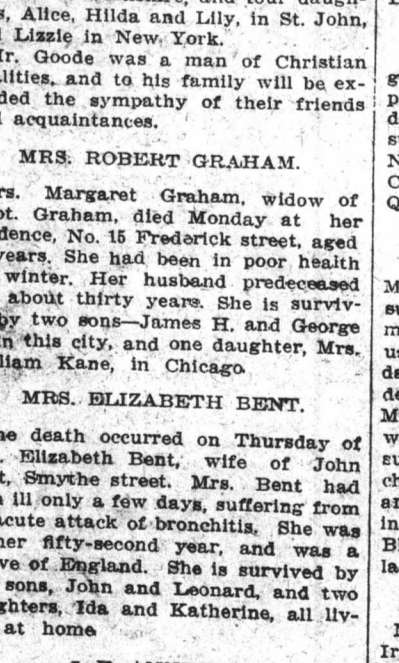 s, Alice, Hilda and Lily, in St. John,
Lizzie in New York.
Mr. Goode was a man of Christian
lities, and to his family will be ex-
ded the sympathy of their friends
acquaintances.
MRS. ROBERT GRAHAM.
rs. Margaret Graham, widow of
pt. Graham, died Monday at her
dence, No. 15 Frederick street, aged
years. She had been in poor health
winter. Her husband predeceased
about thirty years. She is surviv-
by two sons—James H. and George
in this city, and one daughter, Mrs.
lliam Kane, in Chicago.
MRS. ELIZABETH BENT.
he death occurred on Thursday of
. Elizabeth Bent, wife of John
t, Smythe street. Mrs. Bent had
n ill only a few days, suffering from
acute attack of bronchitis. She was
her fifty-second year, and was a
ve of England. She is survived by
sons, John and Leonard, and two
ghters, Ida and Katherine, all liv-
at home